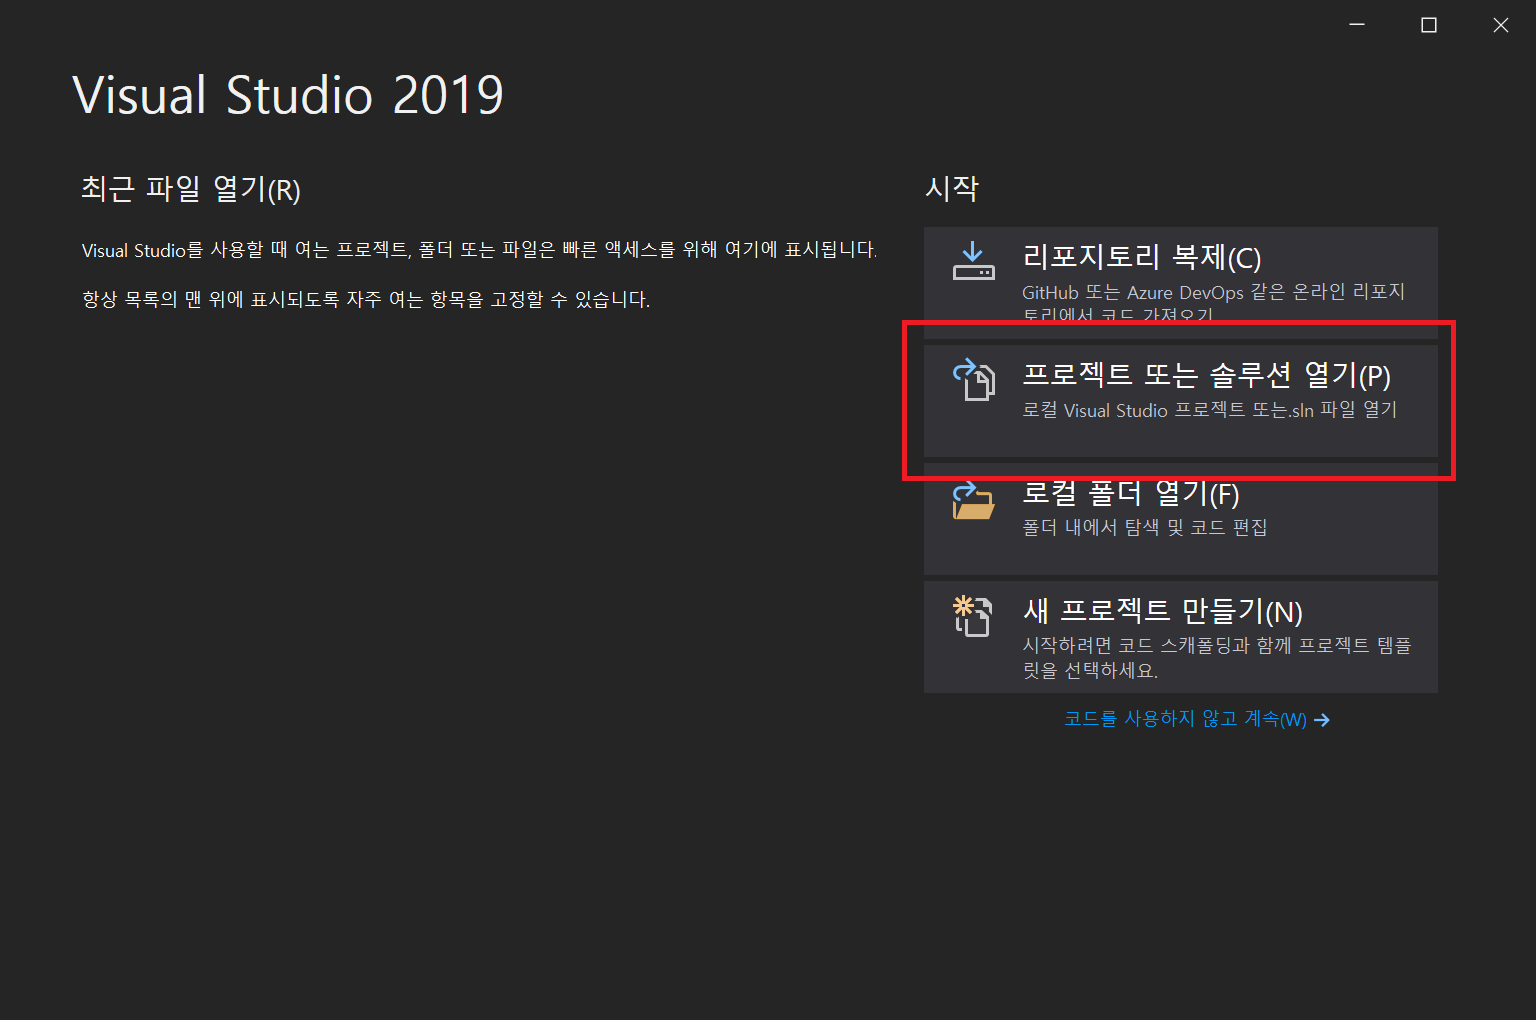 Visual Studio 2019
최근 파일 열기(R)
Visual Studio를 사용할 때 여는 프로젝트, 폴더 또는 파일은 빠른 액세스를 위해 여기에 표시됩니다.
항상 목록의 맨 위에 표시되도록 자주 여는 항목을 고정할 수 있습니다.
시작
리포지토리 복제(C)
GitHub 또는 Azure DevOps 같은 온라인 리포지
토리에서 코드 가져오기
프로젝트 또는 솔루션 열기(P)
로컬 Visual Studio 프로젝트 또는.sln 파일 열기
로컬 폴더 열기(F)
폴더 내에서 탐색 및 코드 편집
새 프로젝트 만들기(N)
시작하려면 코드 스캐폴딩과 함께 프로젝트 템플
릿을 선택하세요.
코드를 사용하지 않고 계속(W) →